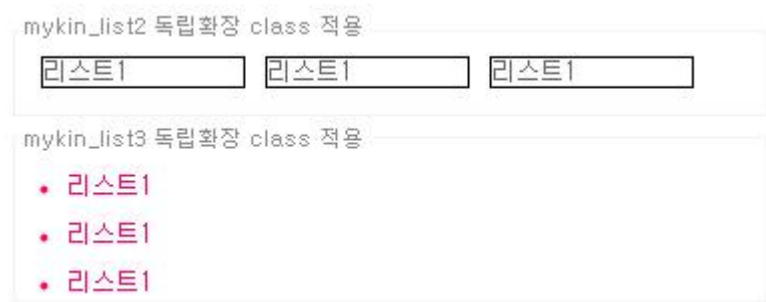 mykin_list2 독립확장 class 적용
리스트1 리스트1 리스트1
mykin_list3 독립확장 class 적용
리스트1
리스트1
리스트1